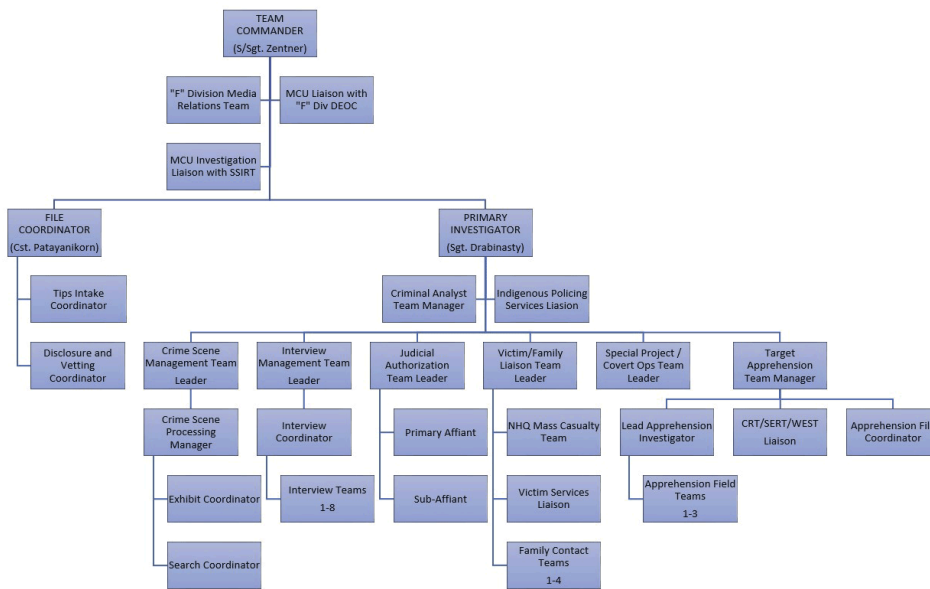 TEAM
COMMANDER
(S/Sgt. Zentner)
"F" Division Media
Relations Team
MCU Liaison with
"F" Div DEOC
MCU Investigation
Liaison with SSIRT
FILE
COORDINATOR
(Cst. Patayanikorn)
PRIMARY
INVESTIGATOR
(Sgt. Drabinasty)
Tips Intake
Coordinator
Criminal Analyst
Team Manager
Indigenous Policing
Services Liasion
Disclosure and
Vetting Coordinator
Crime Scene
Management Team
Leader
Interview
Management Team
Leader
Judicial
Authorization
Team Leader
Victim/Family
Liaison Team
Leader
Special Project /
Covert Ops Team
Leader
Target
Apprehension
Team Manager
Crime Scene
Processing
Manager
Interview
Coordinator
Primary Affiant
NHQ Mass Casualty
Team
Lead Apprehension
Investigator
CRT/SERT/WEST
Liaison
Apprehension File
Coordinator
Exhibit Coordinator
Interview Teams
1-8
Sub-Affiant
Victim Services
Liaison
Apprehension Field
Teams
1-3
Search Coordinator
Family Contact
Teams
1-4